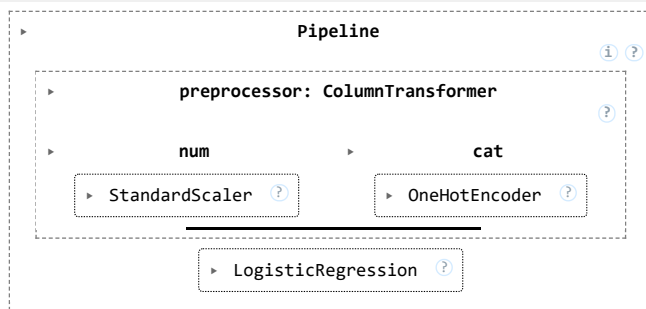 ▸ Pipeline
i ?
▸ preprocessor: ColumnTransformer
?
▸ num ▸ cat
▸ StandardScaler ? ▸ OneHotEncoder ?
▸ LogisticRegression ?